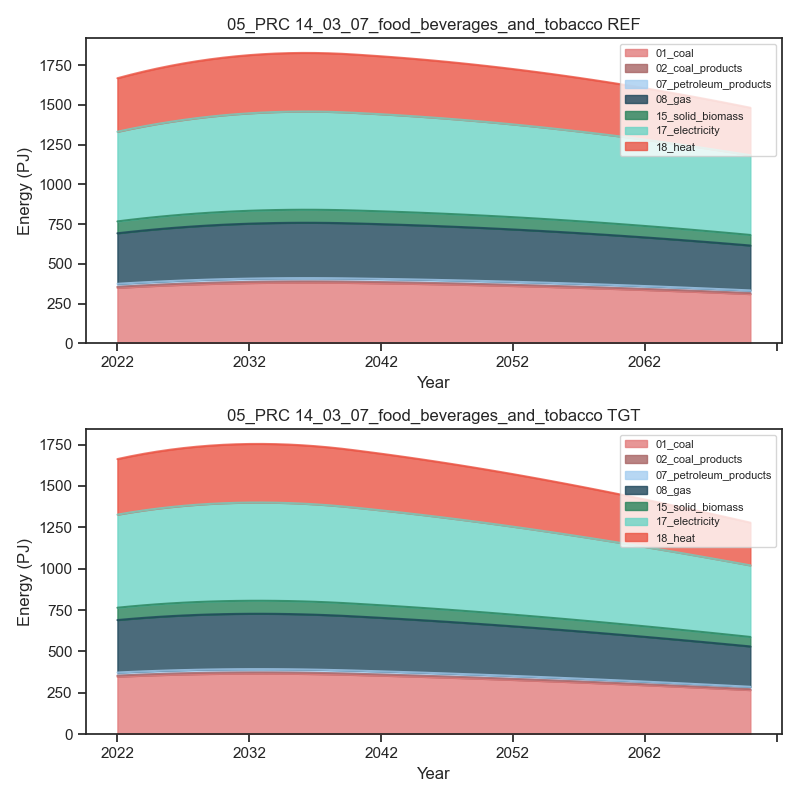 05_PRC 14_03_07_food_beverages_and_tobacco REF
01_coal
02_coal_products
07_petroleum_products
08_gas
15_solid_biomass
17_electricity
18_heat
Energy (PJ)
1750
1500
1250
1000
750
500
250
0
2022 2032 2042 2052 2062
Year
05_PRC 14_03_07_food_beverages_and_tobacco TGT
01_coal
02_coal_products
07_petroleum_products
08_gas
15_solid_biomass
17_electricity
18_heat
Energy (PJ)
1750
1500
1250
1000
750
500
250
0
2022 2032 2042 2052 2062
Year